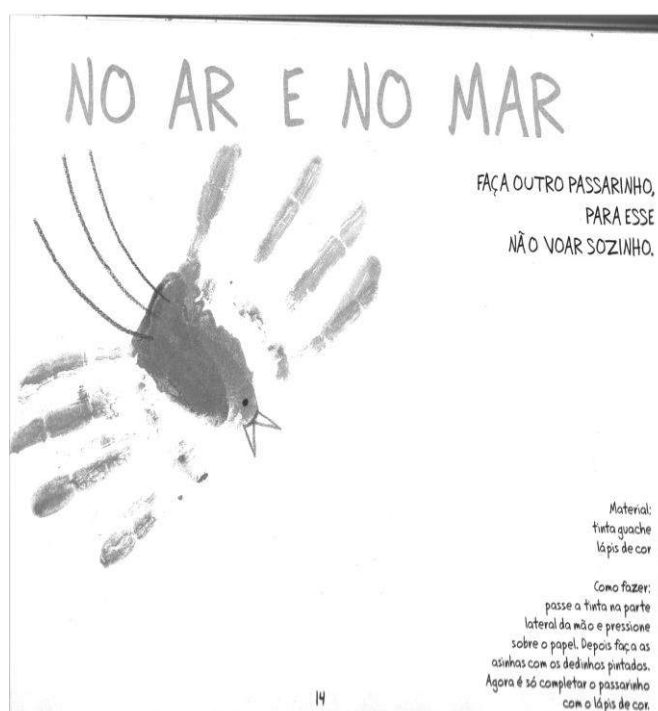 NO AR E NO MAR
FAÇA OUTRO PASSARINHO,
PARA ESSE
NÃO VOAR SOZINHO.
Material:
tinta guache
lápis de cor
Como fazer:
passe a tinta na parte
lateral da mão e pressione
sobre o papel. Depois faça as
asinhas com os dedinhos pintados.
Agora é só completar o passarinho
com o lápis de cor.
14